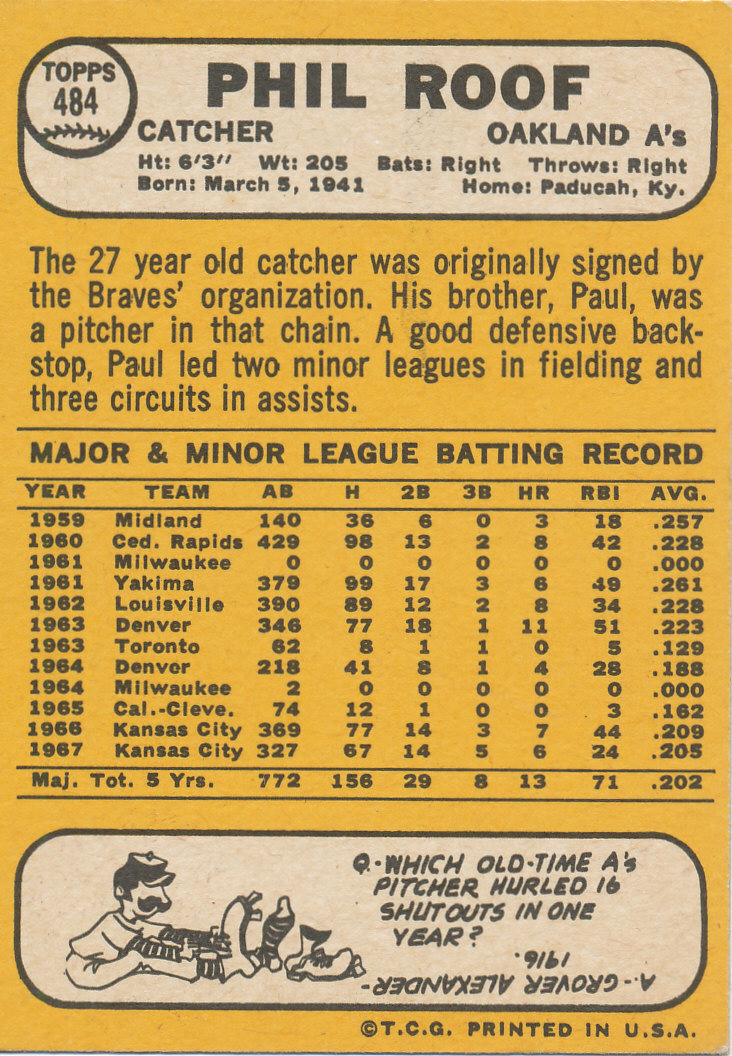 TOPPS
484
PHIL ROOF
CATCHER OAKLAND A's
Ht: 6'3" Wt: 205 Bats: Right Throws: Right
Born: March 5, 1941 Home: Paducah, Ky.
The 27 year old catcher was originally signed by
the Braves' organization. His brother, Paul, was
a pitcher in that chain. A good defensive back-
stop, Paul led two minor leagues in fielding and
three circuits in assists.
MAJOR & MINOR LEAGUE BATTING RECORD
YEAR TEAM AB H 2B 3B HR RBI AVG.
1959 Midland 140 36 6 0 3 18 .257
1960 Ced. Rapids 429 98 13 2 8 42 .228
1961 Milwaukee 0 0 0 0 0 0 .000
1961 Yakima 379 99 17 3 6 49 .261
1962 Louisville 390 89 12 2 8 34 .228
1963 Denver 346 77 18 1 11 51 .223
1963 Toronto 62 8 1 1 0 5 .129
1964 Denver 218 41 8 1 4 28 .188
1964 Milwaukee 2 0 0 0 0 0 .000
1965 Cal.-Cleve. 74 12 1 0 0 3 .162
1966 Kansas City 369 77 14 3 7 44 .209
1967 Kansas City 327 67 14 5 6 24 .205
Maj. Tot. 5 Yrs. 772 156 29 8 13 71 .202
Q-WHICH OLD-TIME A's
PITCHER HURLED 16
SHUTOUTS IN ONE
YEAR?
A-GROVER ALEXANDER-
1916.
©T.C.G. PRINTED IN U.S.A.